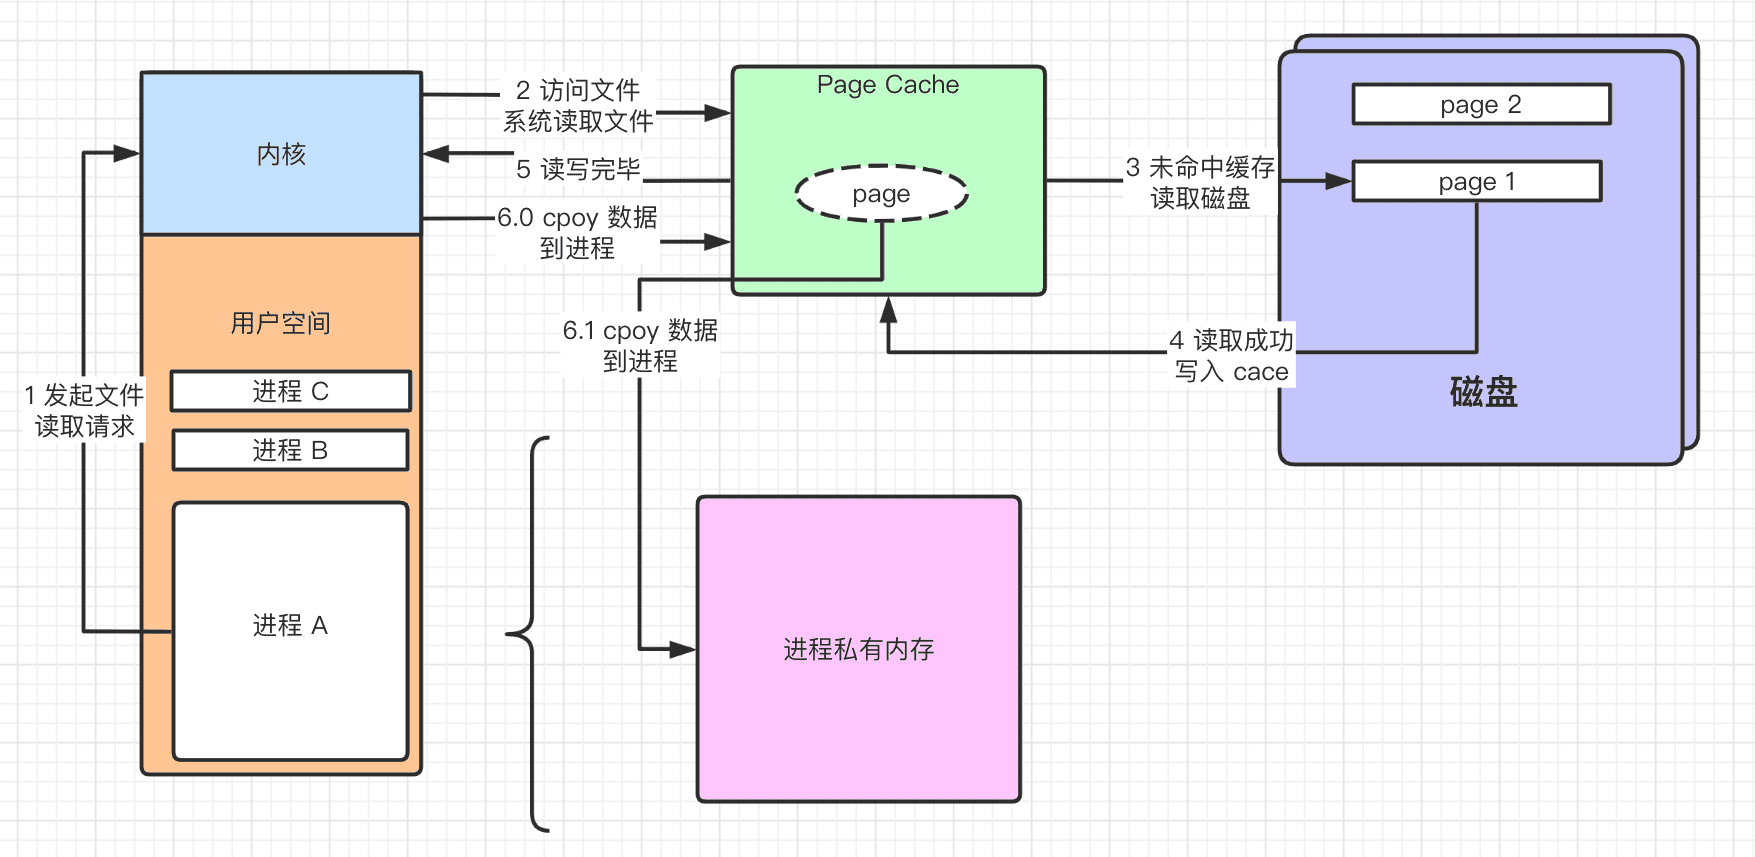 内核
用户空间
进程 C
进程 B
进程 A
1 发起文件
读取请求
2 访问文件
系统读取文件
5 读写完毕
6.0 cpoy 数据
到进程
Page Cache
page
6.1 cpoy 数据
到进程
3 未命中缓存
读取磁盘
page 2
page 1
4 读取成功
写入 cace
磁盘
进程私有内存